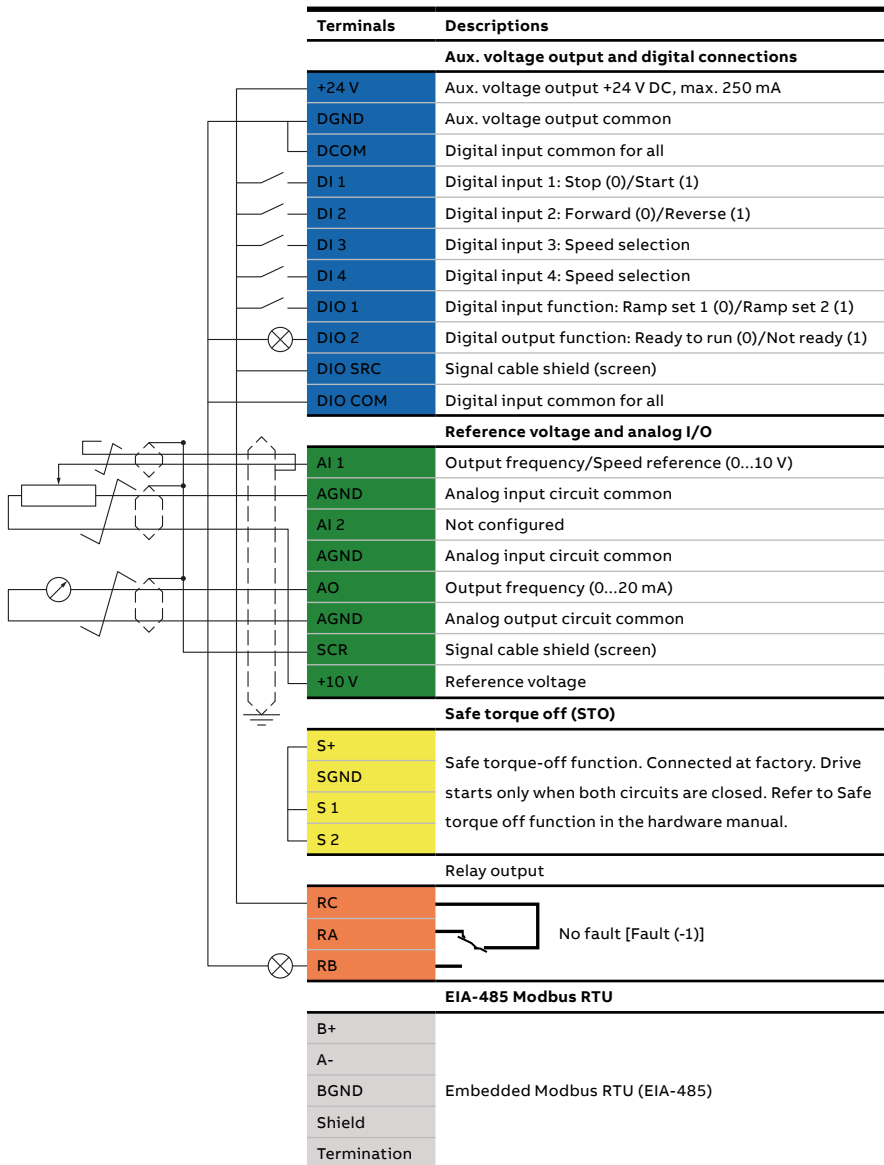 Terminals Descriptions
Aux. voltage output and digital connections
+24 V Aux. voltage output +24 V DC, max. 250 mA
DGND Aux. voltage output common
DCOM Digital input common for all
DI 1 Digital input 1: Stop (0)/Start (1)
DI 2 Digital input 2: Forward (0)/Reverse (1)
DI 3 Digital input 3: Speed selection
DI 4 Digital input 4: Speed selection
DIO 1 Digital input function: Ramp set 1 (0)/Ramp set 2 (1)
DIO 2 Digital output function: Ready to run (0)/Not ready (1)
DIO SRC Signal cable shield (screen)
DIO COM Digital input common for all
Reference voltage and analog I/O
AI 1 Output frequency/Speed reference (0...10 V)
AGND Analog input circuit common
AI 2 Not configured
AGND Analog input circuit common
AO Output frequency (0...20 mA)
AGND Analog output circuit common
SCR Signal cable shield (screen)
+10 V Reference voltage
Safe torque off (STO)
S+
SGND
S 1
S 2
Safe torque-off function. Connected at factory. Drive
starts only when both circuits are closed. Refer to Safe
torque off function in the hardware manual.
Relay output
RC
RA No fault [Fault (-1)]
RB
EIA-485 Modbus RTU
B+
A-
BGND Embedded Modbus RTU (EIA-485)
Shield
Termination